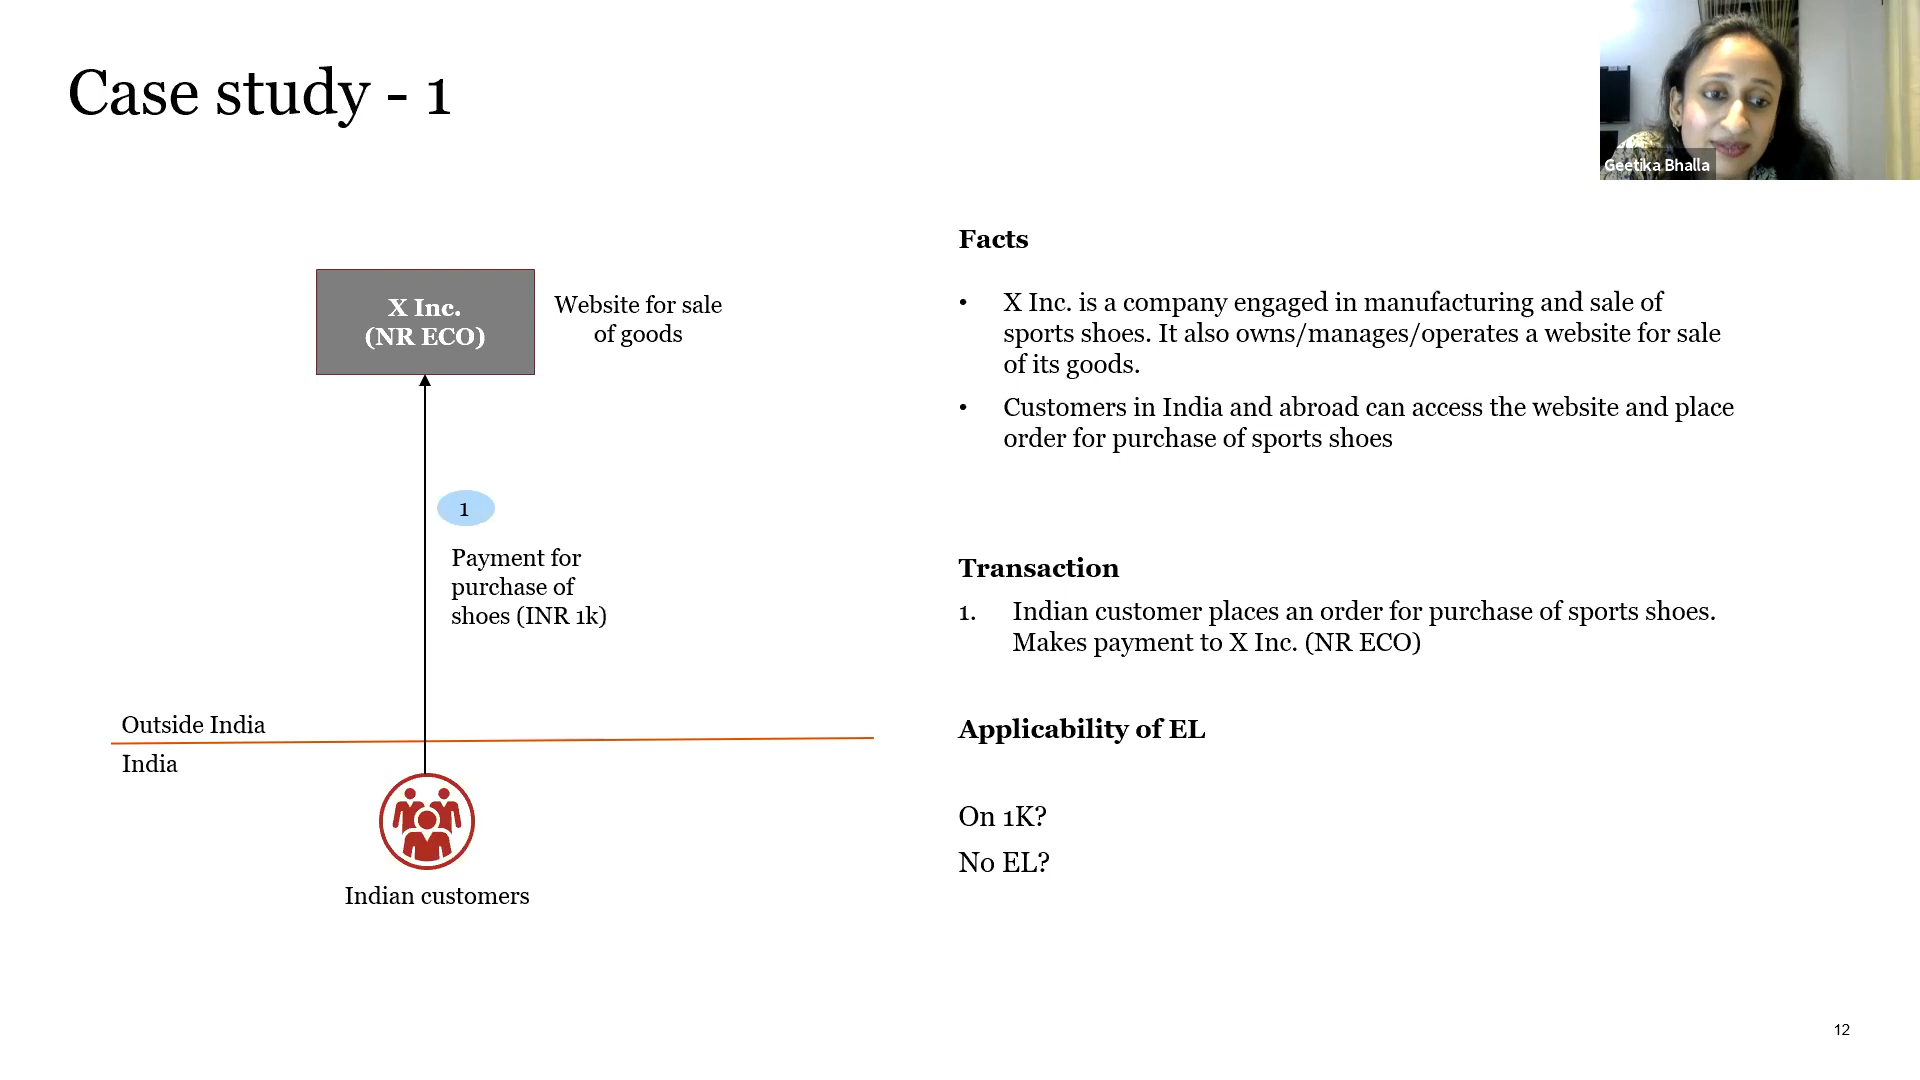 Case study - 1
Geetika Bhalla
X Inc.
(NR ECO)
Website for sale
of goods
1
Payment for
purchase of
shoes (INR 1k)
Outside India
India
Indian customers
Facts
• X Inc. is a company engaged in manufacturing and sale of
sports shoes. It also owns/manages/operates a website for sale
of its goods.
• Customers in India and abroad can access the website and place
order for purchase of sports shoes
Transaction
1. Indian customer places an order for purchase of sports shoes.
Makes payment to X Inc. (NR ECO)
Applicability of EL
On 1K?
No EL?
12